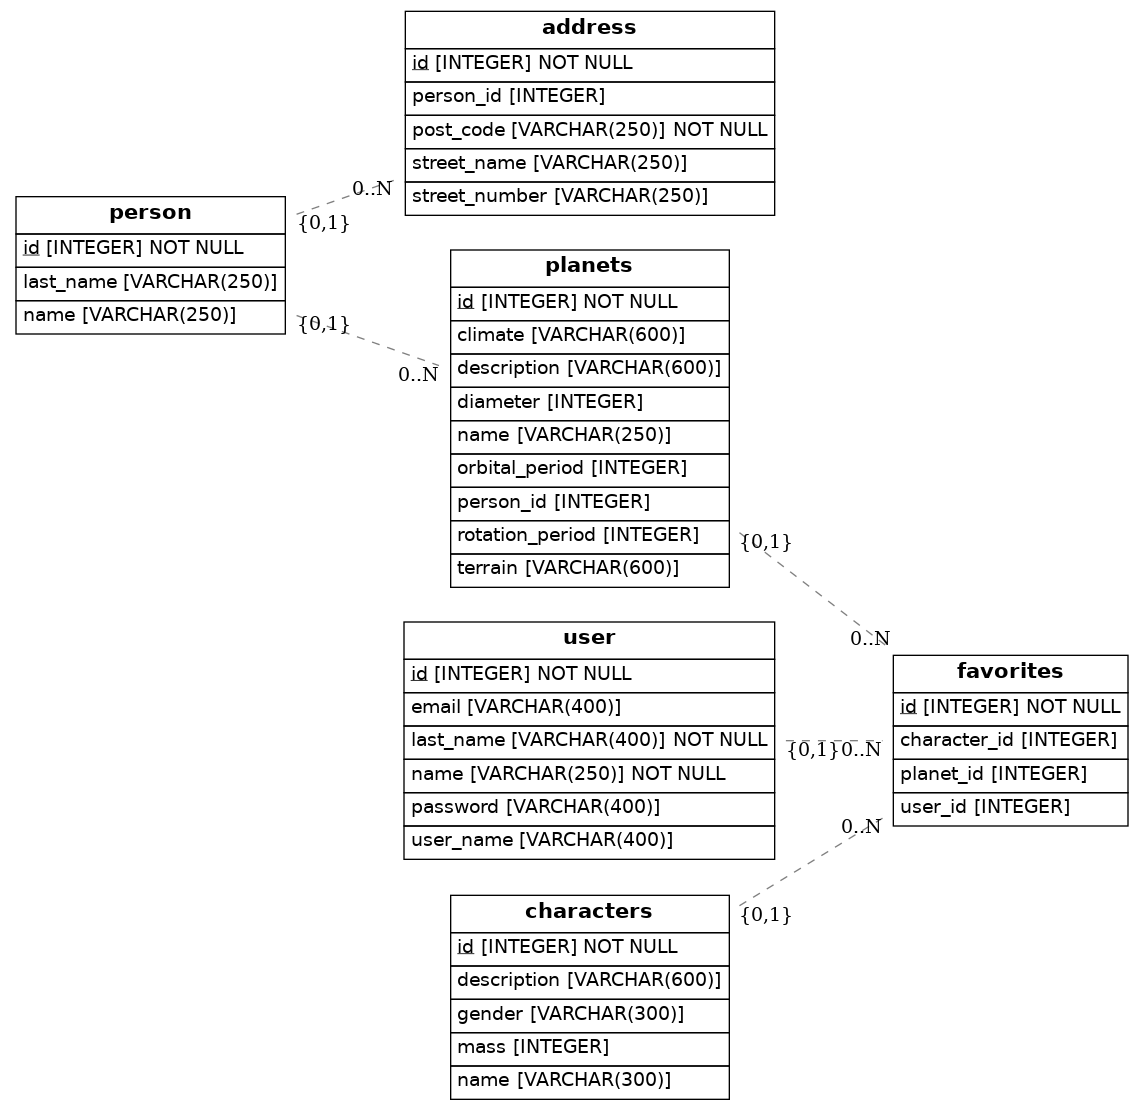 address
id [INTEGER] NOT NULL
person_id [INTEGER]
post_code [VARCHAR(250)] NOT NULL
street_name [VARCHAR(250)]
street_number [VARCHAR(250)]
0..N
{0,1}
person
id [INTEGER] NOT NULL
last_name [VARCHAR(250)]
name [VARCHAR(250)]
{0,1}
0..N
planets
id [INTEGER] NOT NULL
climate [VARCHAR(600)]
description [VARCHAR(600)]
diameter [INTEGER]
name [VARCHAR(250)]
orbital_period [INTEGER]
person_id [INTEGER]
rotation_period [INTEGER]
terrain [VARCHAR(600)]
{0,1}
0..N
user
id [INTEGER] NOT NULL
email [VARCHAR(400)]
last_name [VARCHAR(400)] NOT NULL
name [VARCHAR(250)] NOT NULL
password [VARCHAR(400)]
user_name [VARCHAR(400)]
{0,1}
0..N
favorites
id [INTEGER] NOT NULL
character_id [INTEGER]
planet_id [INTEGER]
user_id [INTEGER]
0..N
{0,1}
characters
id [INTEGER] NOT NULL
description [VARCHAR(600)]
gender [VARCHAR(300)]
mass [INTEGER]
name [VARCHAR(300)]